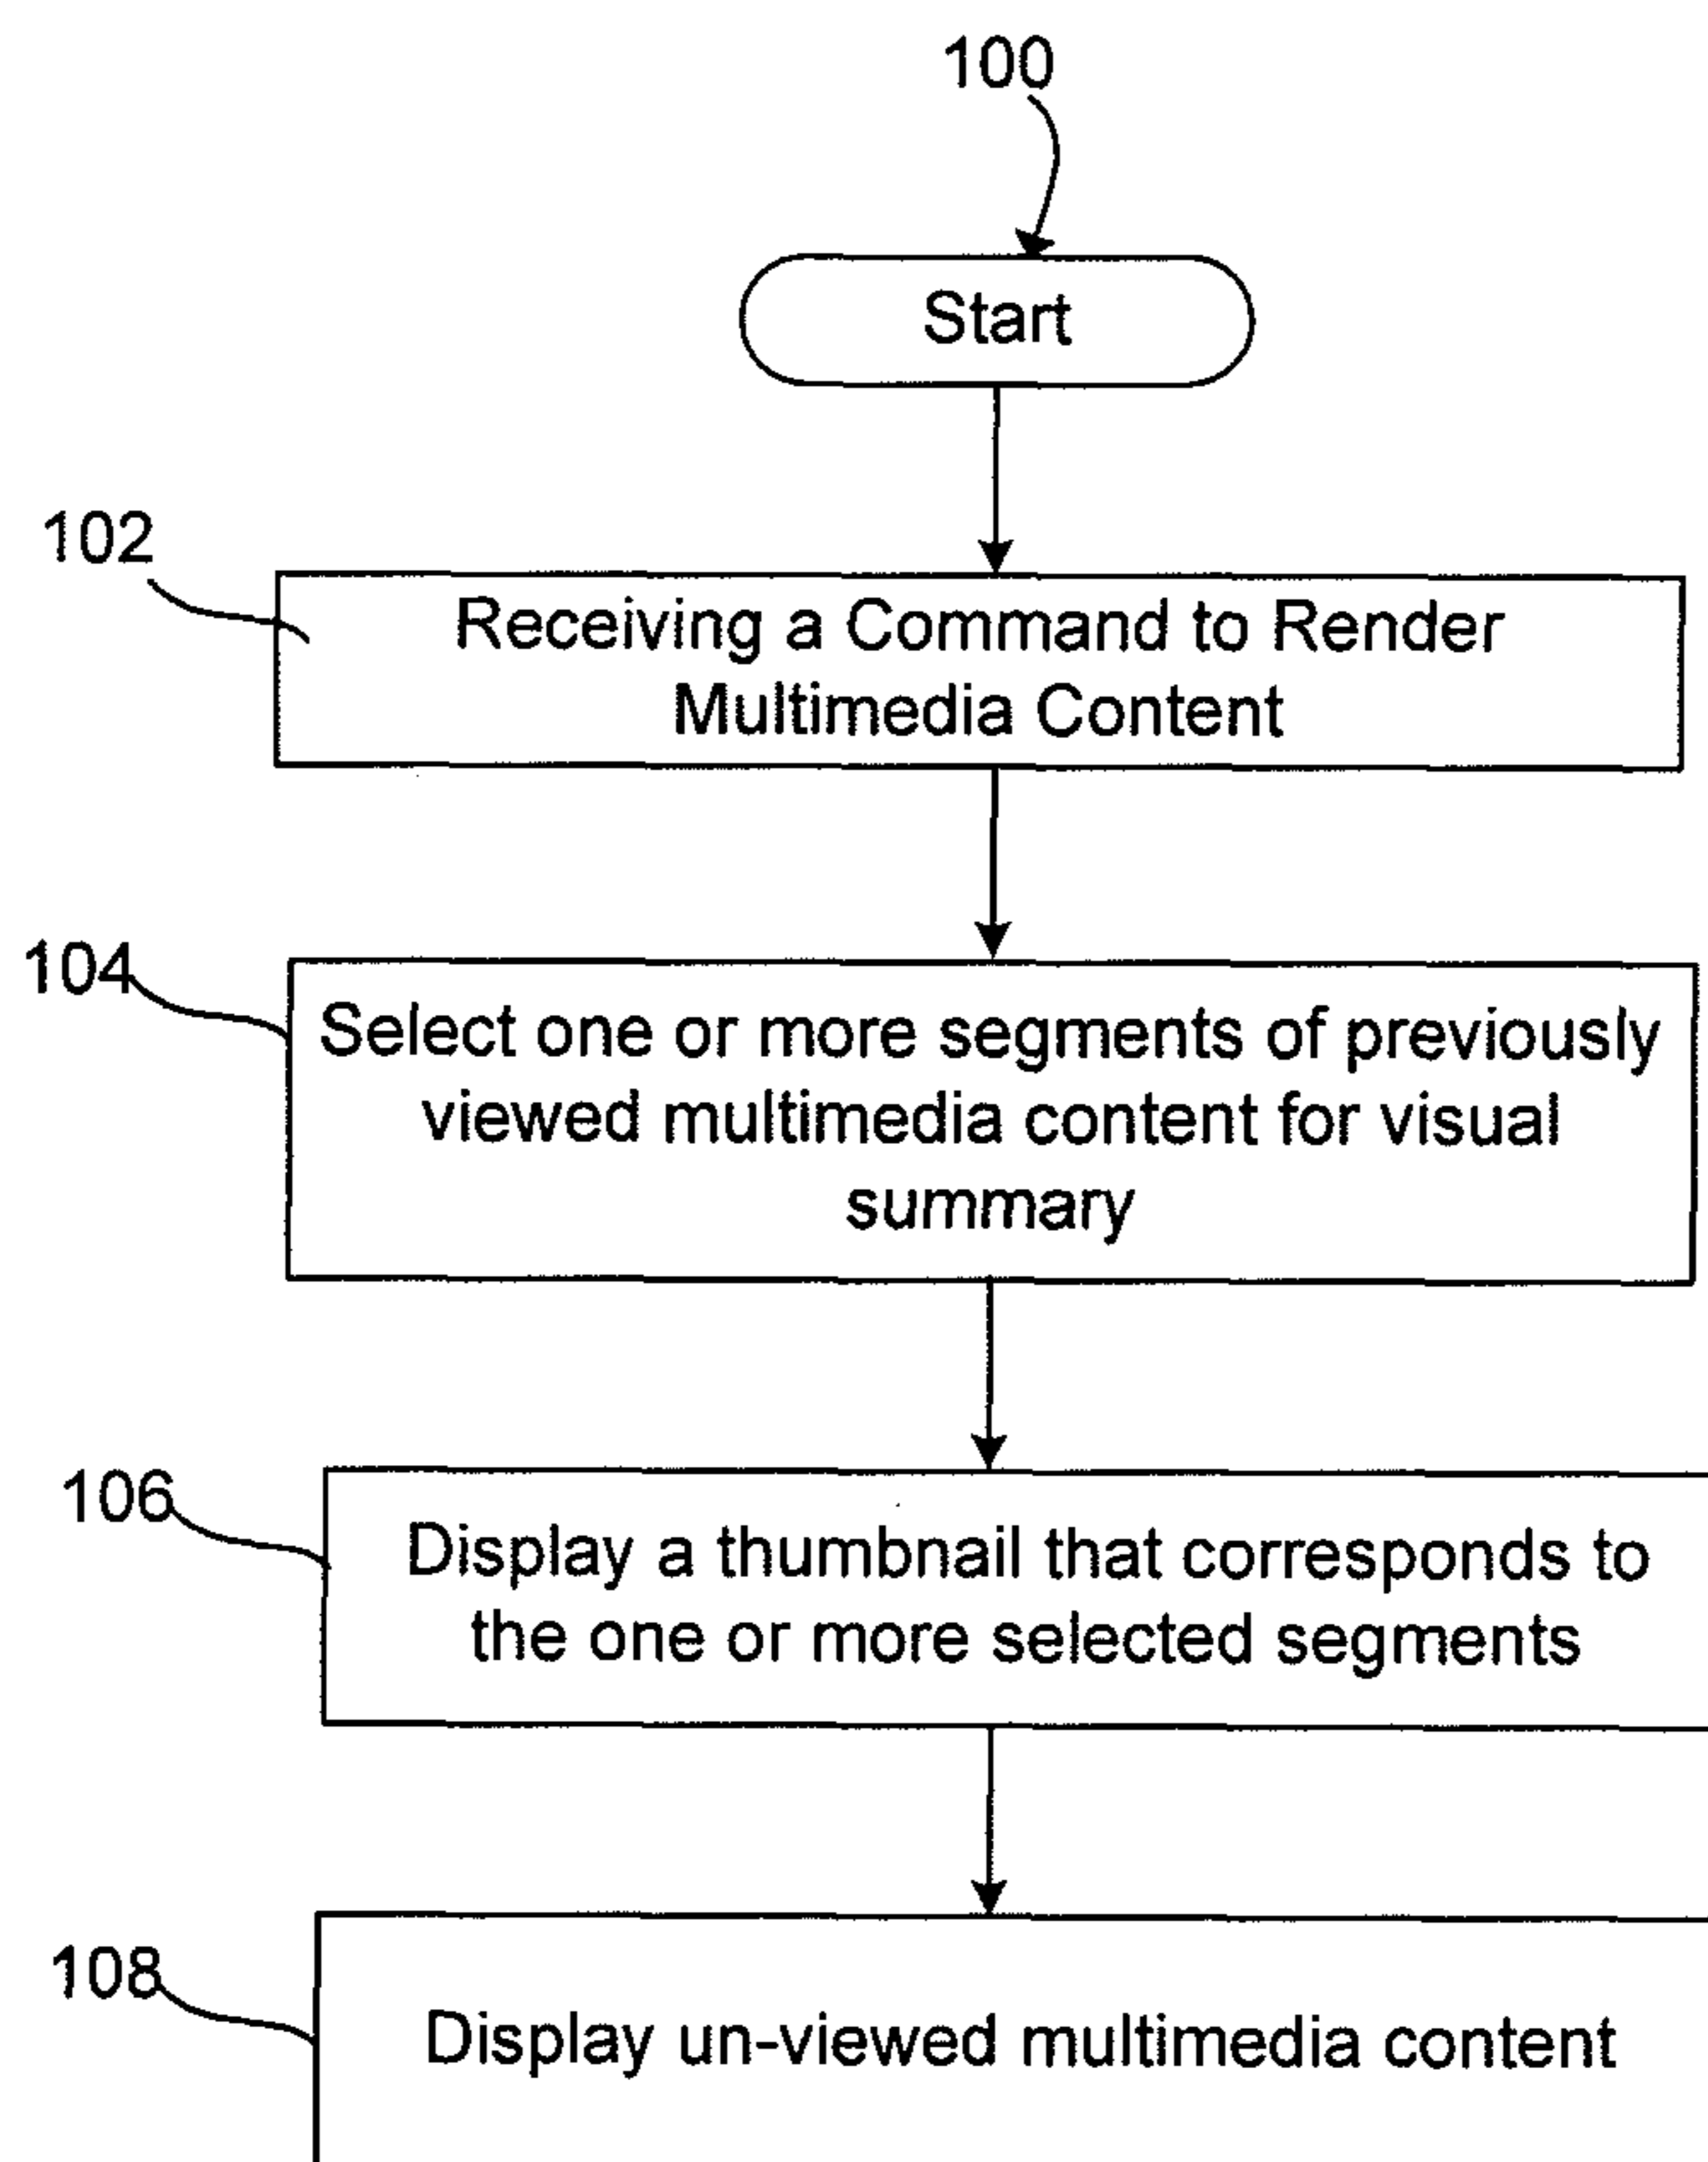 100
Start
102
Receiving a Command to Render
Multimedia Content
104
Select one or more segments of previously
viewed multimedia content for visual
summary
106
Display a thumbnail that corresponds to
the one or more selected segments
108
Display un-viewed multimedia content